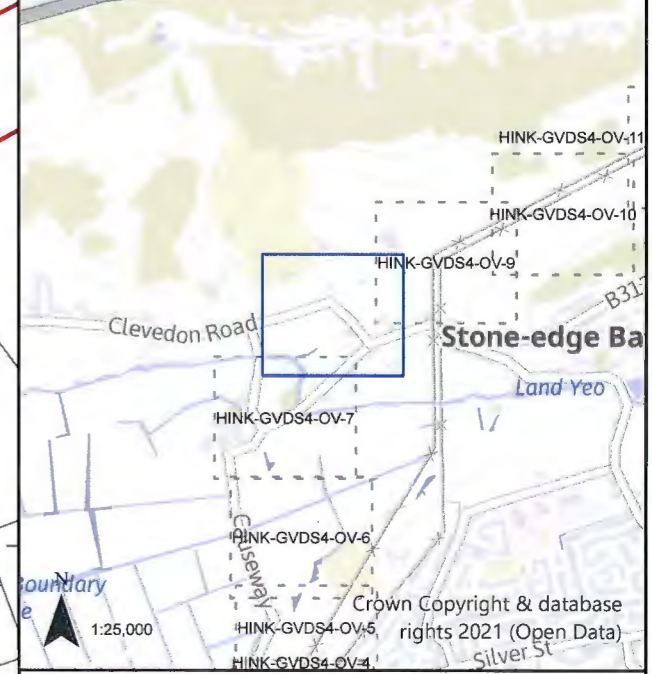 HINK-GVDS4-OV-11
HINK-GVDS4-OV-10
HINK-GVDS4-OV-9
B31
Clevedon Road
Stone-edge Ba
Land Yeo
HINK-GVDS4-OV-7
Causeway
HINK-GVDS4-OV-6
oundary
e
N
1:25,000
Crown Copyright & database
rights 2021 (Open Data)
HINK-GVDS4-OV-5
Silver St
HINK-GVDS4-OV-4